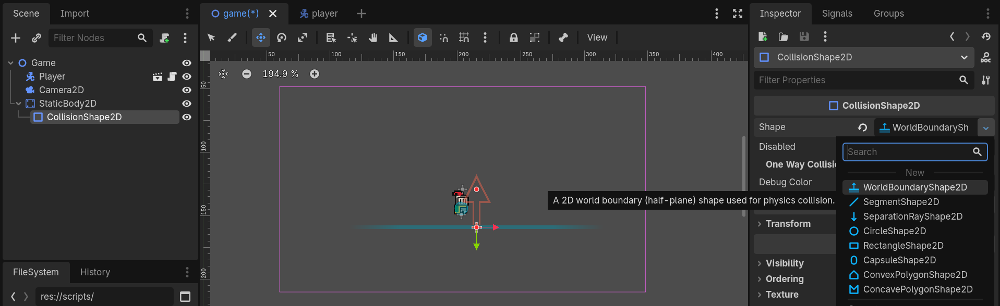 Scene
Import
game(*)
player
Inspector
Signals
Groups
Filter Nodes
View
50
100
150
200
250
300
350
400
194.9 %
50
100
150
200
Game
Player
Camera2D
StaticBody2D
CollisionShape2D
FileSystem
History
res://scripts/
CollisionShape2D
DOC
Filter Properties
CollisionShape2D
Shape
WorldBoundarySh
Disabled
One Way Collisio
Debug Color
Transform
Visibility
Ordering
Texture
Search
New
WorldBoundaryShape2D
SegmentShape2D
SeparationRayShape2D
CircleShape2D
RectangleShape2D
CapsuleShape2D
ConvexPolygonShape2D
ConcavePolygonShape2D
A 2D world boundary (half-plane) shape used for physics collision.